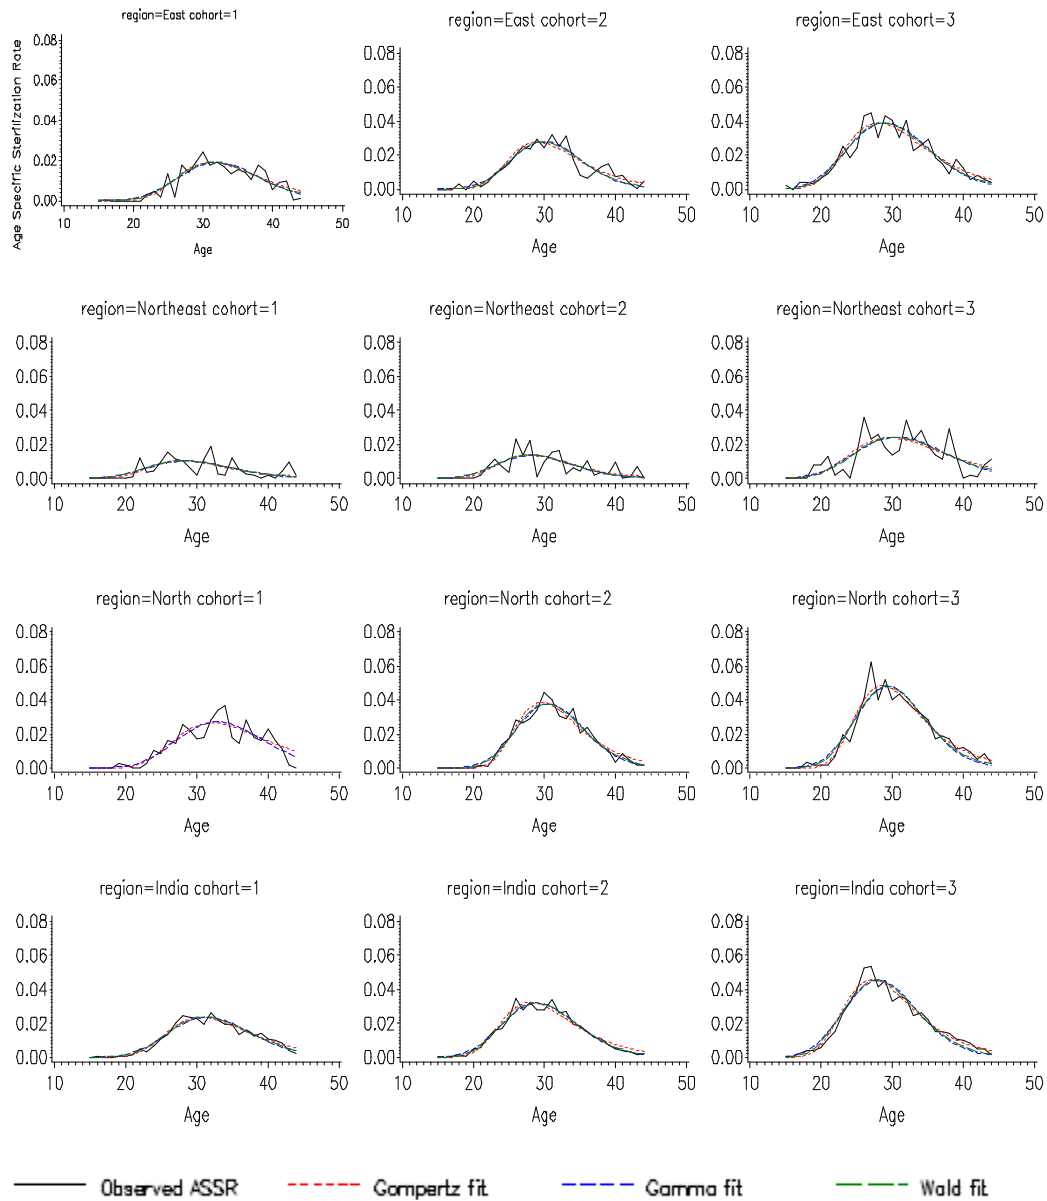 region=East cohort=1
region=East cohort=2
region=East cohort=3
Age Specific Sterilization Rate
0.08
0.06
0.04
0.02
0.00
10 20 30 40 50
Age
0.08
0.06
0.04
0.02
0.00
10 20 30 40 50
Age
0.08
0.06
0.04
0.02
0.00
10 20 30 40 50
Age
region=Northeast cohort=1
region=Northeast cohort=2
region=Northeast cohort=3
0.08
0.06
0.04
0.02
0.00
10 20 30 40 50
Age
0.08
0.06
0.04
0.02
0.00
10 20 30 40 50
Age
0.08
0.06
0.04
0.02
0.00
10 20 30 40 50
Age
region=North cohort=1
region=North cohort=2
region=North cohort=3
0.08
0.06
0.04
0.02
0.00
10 20 30 40 50
Age
0.08
0.06
0.04
0.02
0.00
10 20 30 40 50
Age
0.08
0.06
0.04
0.02
0.00
10 20 30 40 50
Age
region=India cohort=1
region=India cohort=2
region=India cohort=3
0.08
0.06
0.04
0.02
0.00
10 20 30 40 50
Age
0.08
0.06
0.04
0.02
0.00
10 20 30 40 50
Age
0.08
0.06
0.04
0.02
0.00
10 20 30 40 50
Age
Observed ASSR Gompertz fit Gamma fit Wald fit